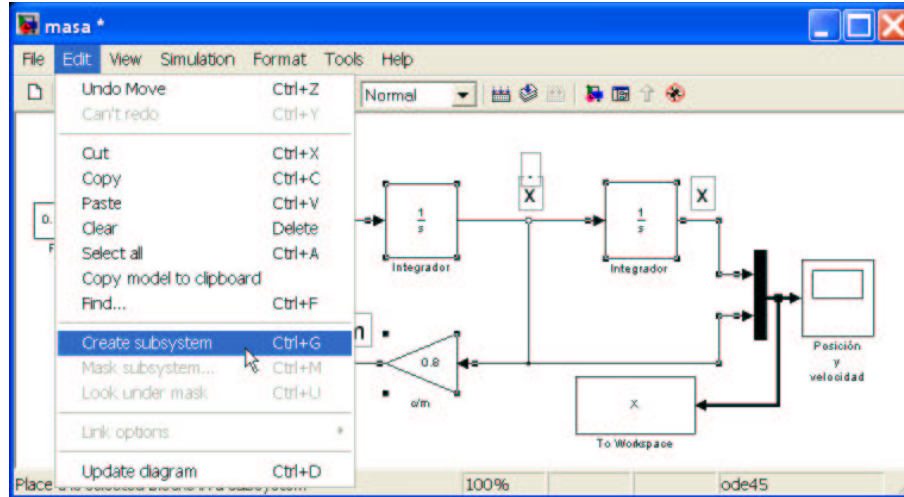 masa *
File Edit View Simulation Format Tools Help
Normal
Undo Move Ctrl+Z
Can't redo Ctrl+Y
Cut Ctrl+X
Copy Ctrl+C
Paste Ctrl+V
Clear Delete
Select all Ctrl+A
Copy model to clipboard
Find... Ctrl+F
Create subsystem Ctrl+G
Mask subsystem... Ctrl+M
Look under mask Ctrl+U
Link options
Update diagram Ctrl+D
0.
1
s
Integrador
.
x
1
s
Integrador
x
0.8
c/m
Posición
y
velocidad
x
To Workspace
Place
100%
ode45